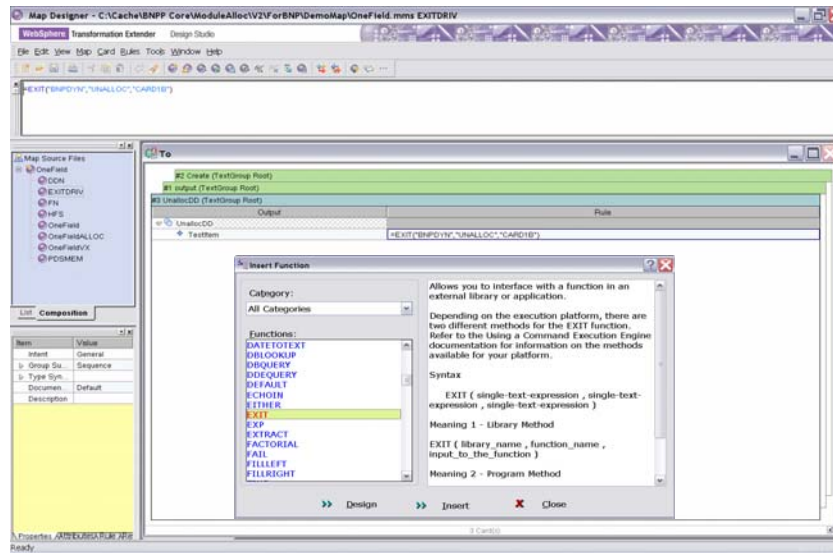 Map Designer - C:\Cache\BNPP Core\ModuleAlloc\V2\ForBNP\DemoMap\OneField.mms EXITDRIV
WebSphere Transformation Extender Design Studio
File Edit View Map Card Rules Tools Window Help
=EXIT("BNPDYN","UNALLOC","CARD1B")
Map Source Files
OneField
DDN
EXITDRIV
FN
HFS
OneField
OneFieldALLOC
OneFieldVX
PDSMEM
List Composition
Item Value
Intent General
Group Su... Sequence
Type Syn...
Documen... Default
Description
Properties
Ready
To
#2 Create (TextGroup Root)
#1 output (TextGroup Root)
#3 UnallocDD (TextGroup Root)
Output Rule
UnallocDD
TestItem =EXIT("BNPDYN","UNALLOC","CARD1B")
Insert Function
Category:
All Categories
Functions:
DATETOTEXT
DBLOOKUP
DBQUERY
DDEQUERY
DEFAULT
ECHOIN
EITHER
EXIT
EXP
EXTRACT
FACTORIAL
FAIL
FILLLEFT
FILLRIGHT
Allows you to interface with a function in an
external library or application.
Depending on the execution platform, there are
two different methods for the EXIT function.
Refer to the Using a Command Execution Engine
documentation for information on the methods
available for your platform.
Syntax
EXIT ( single-text-expression , single-text-
expression , single-text-expression )
Meaning 1 - Library Method
EXIT ( library_name , function_name ,
input_to_the_function )
Meaning 2 - Program Method
Design Insert Close
3 Card(s)